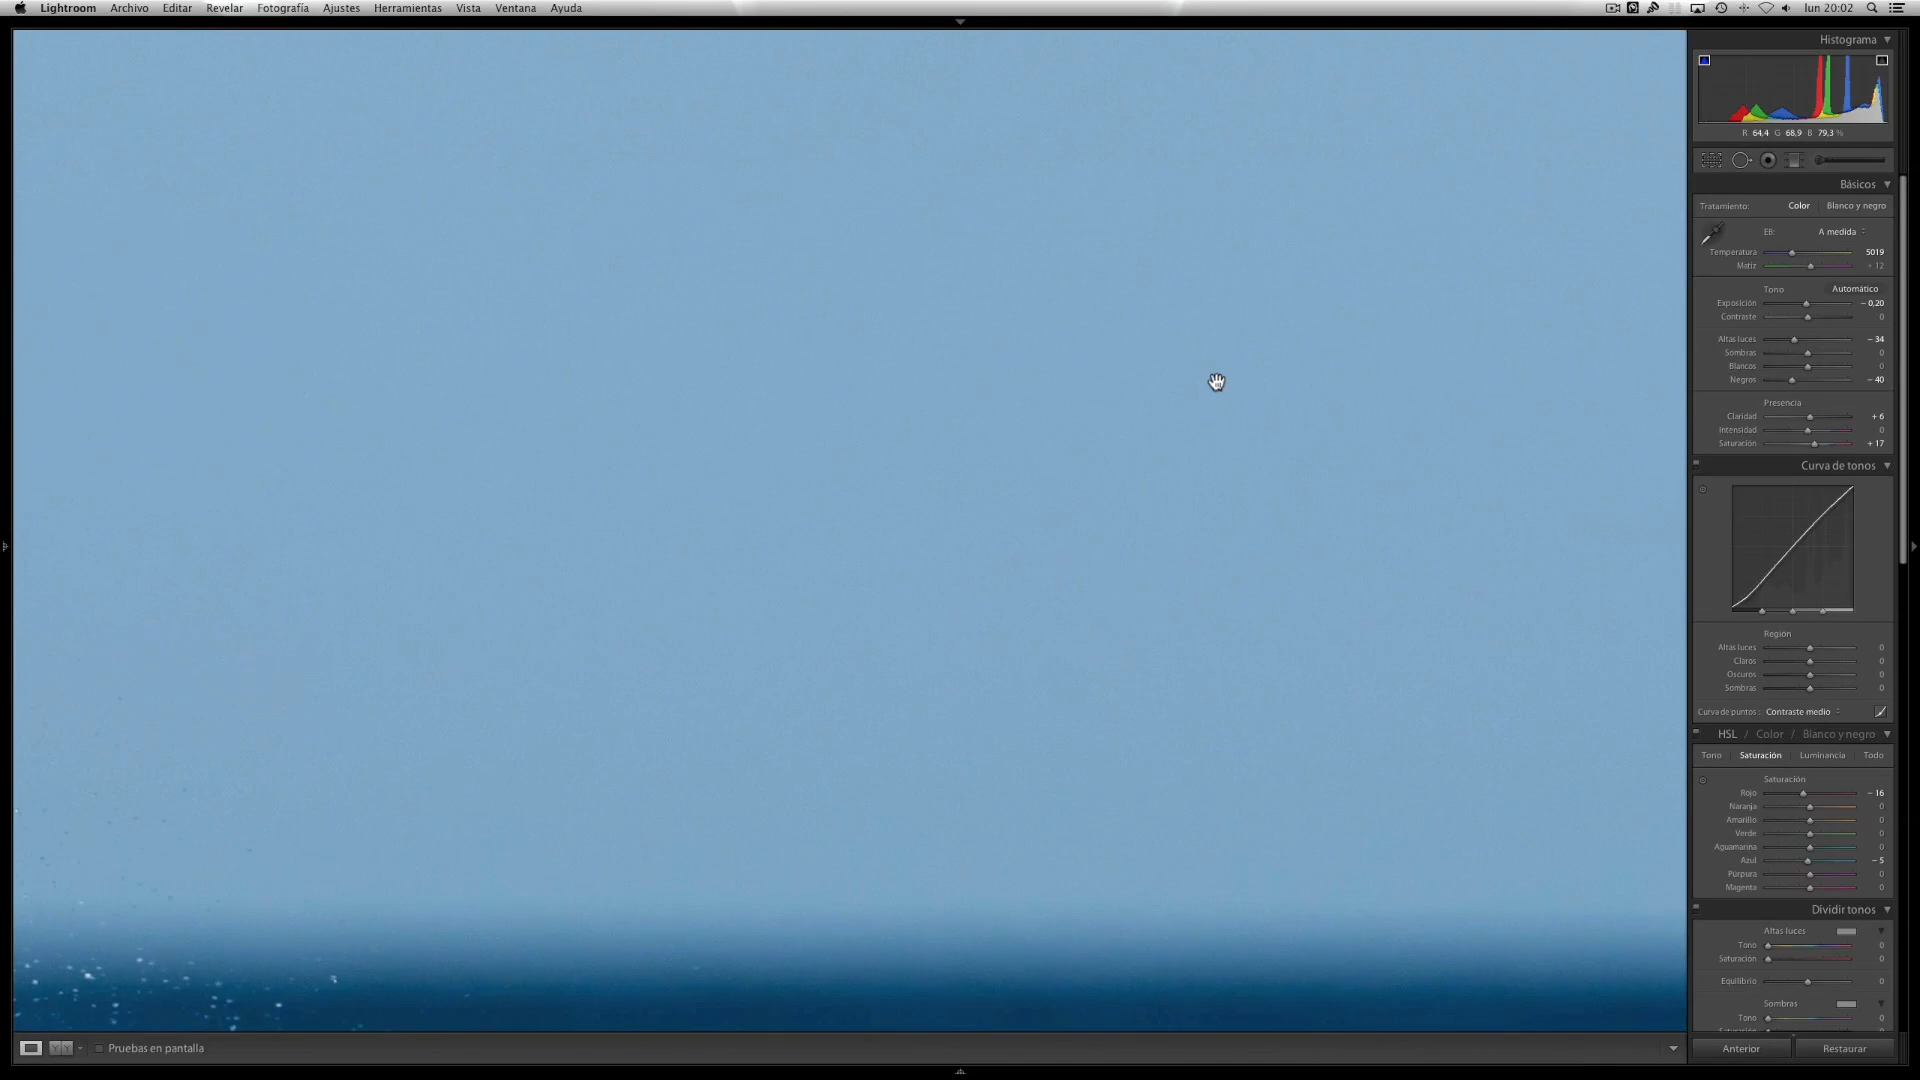 Lightroom Archivo Editar Revelar Fotografía Ajustes Herramientas Vista Ventana Ayuda lun 20:02
Histograma
R 64,4 G 68,9 B 79,3 %
Básicos
Tratamiento: Color Blanco y negro
EB: A medida
Temperatura 5019
Matiz + 12
Tono Automático
Exposición – 0,20
Contraste 0
Altas luces – 34
Sombras 0
Blancos 0
Negros – 40
Presencia
Claridad + 6
Intensidad 0
Saturación + 17
Curva de tonos
Región
Altas luces 0
Claros 0
Oscuros 0
Sombras 0
Curva de puntos : Contraste medio
HSL / Color / Blanco y negro
Tono Saturación Luminancia Todo
Saturación
Rojo – 16
Naranja 0
Amarillo 0
Verde 0
Aguamarina 0
Azul – 5
Púrpura 0
Magenta 0
Dividir tonos
Altas luces
Tono 0
Saturación 0
Equilibrio 0
Sombras
Tono 0
Pruebas en pantalla
Anterior Restaurar